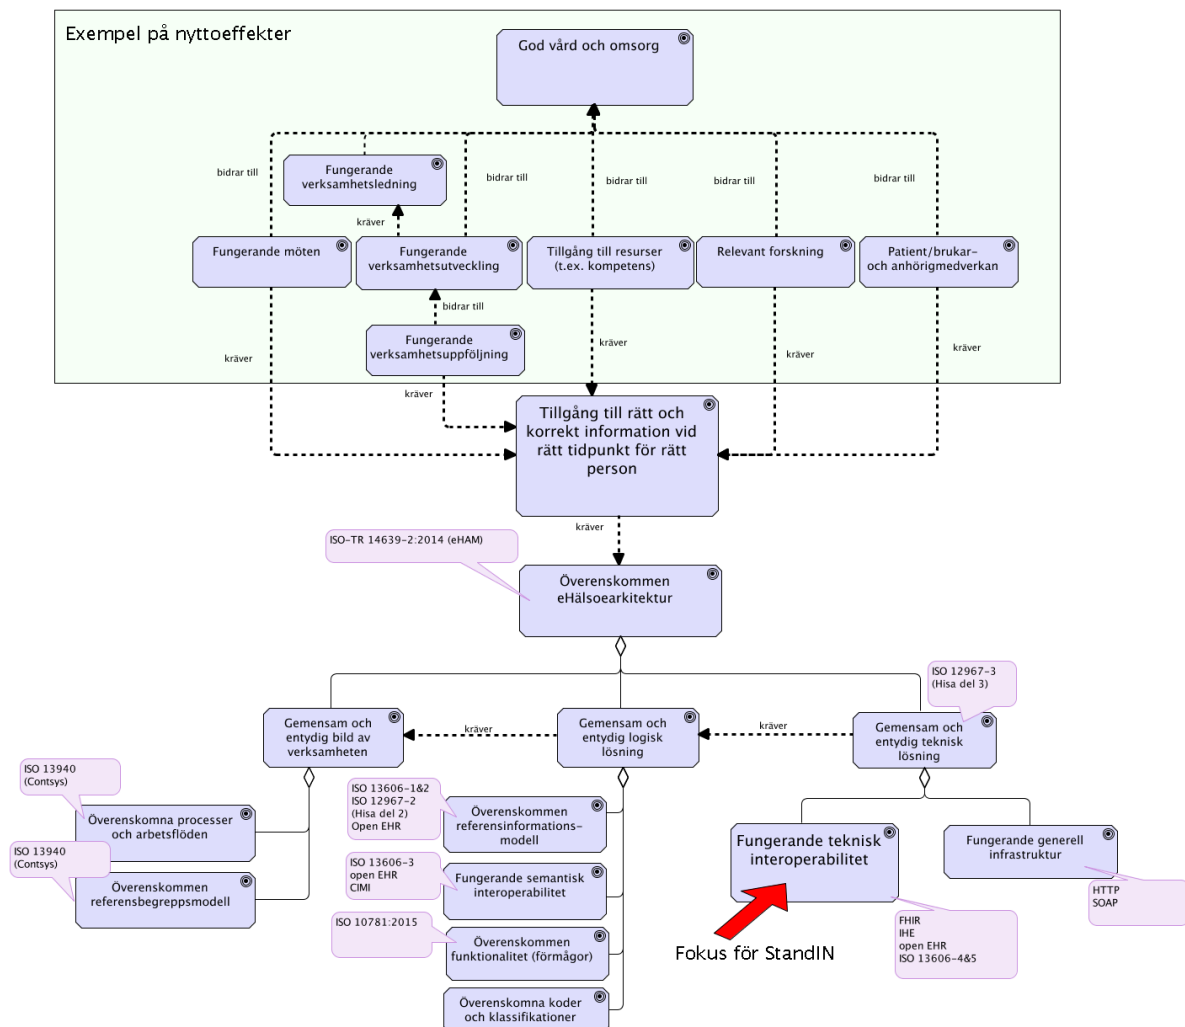 Exempel på nyttoeffekter
God vård och omsorg
bidrar till
Fungerande
verksamhetsledning
bidrar till
bidrar till
bidrar till
bidrar till
kräver
Fungerande möten
Fungerande
verksamhetsutveckling
Tillgång till resurser
(t.ex. kompetens)
Relevant forskning
Patient/brukar-
och anhörigmedverkan
bidrar till
Fungerande
verksamhetsuppföljning
kräver
kräver
kräver
kräver
kräver
Tillgång till rätt och
korrekt information vid
rätt tidpunkt för rätt
person
kräver
ISO-TR 14639-2:2014 (eHAM)
Överenskommen
eHälsoearkitektur
ISO 12967-3
(Hisa del 3)
Gemensam och
entydig bild av
verksamheten
kräver
Gemensam och
entydig logisk
lösning
kräver
Gemensam och
entydig teknisk
lösning
ISO 13940
(Contsys)
Överenskomna processer
och arbetsflöden
ISO 13940
(Contsys)
Överenskommen
referensbegreppsmodell
ISO 13606-1&2
ISO 12967-2
(Hisa del 2)
Open EHR
Överenskommen
referensinformations-
modell
ISO 13606-3
open EHR
CIMI
Fungerande semantisk
interoperabilitet
ISO 10781:2015
Överenskommen
funktionalitet (förmågor)
Överenskomna koder
och klassifikationer
Fungerande teknisk
interoperabilitet
Fungerande generell
infrastruktur
HTTP
SOAP
FHIR
IHE
open EHR
ISO 13606-4&5
Fokus för StandIN